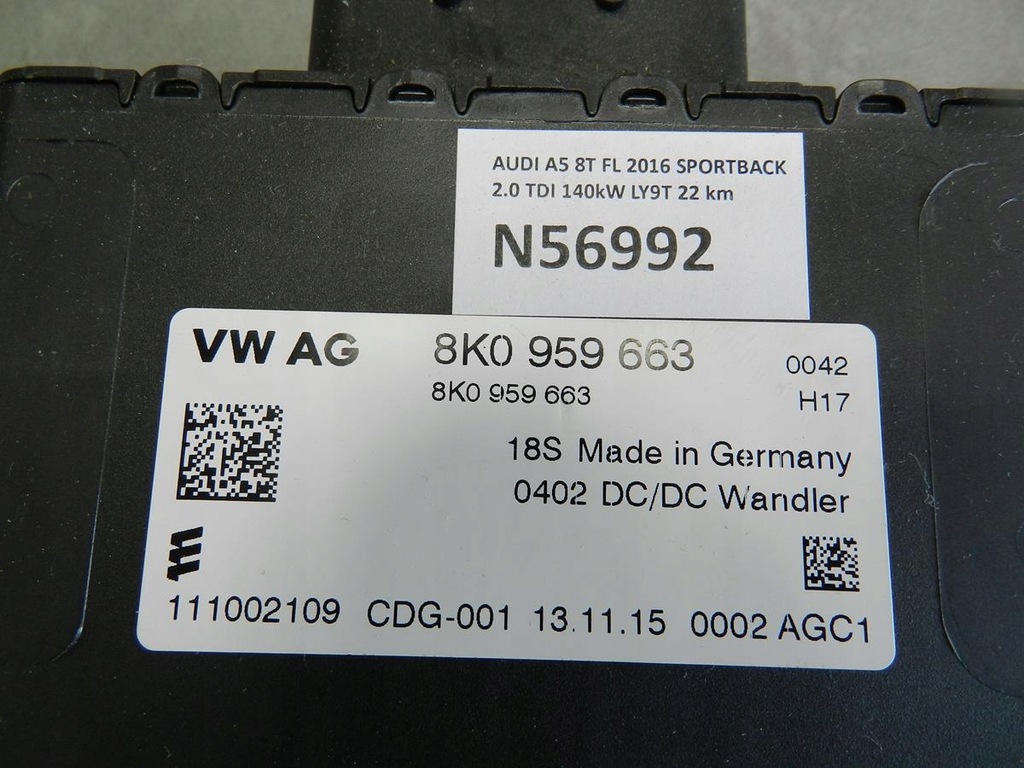 AUDI A5 8T FL 2016 SPORTBACK
2.0 TDI 140kW LY9T 22 km
N56992
VW AG 8K0 959 663 0042
8K0 959 663 H17
18S Made in Germany
0402 DC/DC Wandler
111002109 CDG-001 13.11.15 0002 AGC1